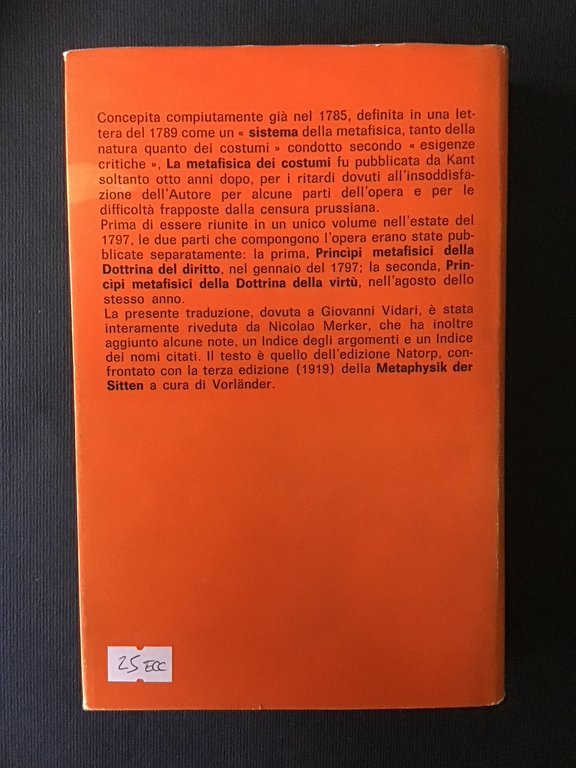 Concepita compiutamente già nel 1785, definita in una let-
tera del 1789 come un « sistema della metafisica, tanto della
natura quanto dei costumi » condotto secondo « esigenze
critiche », La metafisica dei costumi fu pubblicata da Kant
soltanto otto anni dopo, per i ritardi dovuti all'insoddisfa-
zione dell'Autore per alcune parti dell'opera e per le
difficoltà frapposte dalla censura prussiana.
Prima di essere riunite in un unico volume nell'estate del
1797, le due parti che compongono l'opera erano state pub-
blicate separatamente: la prima, Princìpi metafisici della
Dottrina del diritto, nel gennaio del 1797; la seconda, Prin-
cìpi metafisici della Dottrina della virtù, nell'agosto dello
stesso anno.
La presente traduzione, dovuta a Giovanni Vidari, è stata
interamente riveduta da Nicolao Merker, che ha inoltre
aggiunto alcune note, un Indice degli argomenti e un Indice
dei nomi citati. Il testo è quello dell'edizione Natorp, con-
frontato con la terza edizione (1919) della Metaphysik der
Sitten a cura di Vorländer.
25 ECC